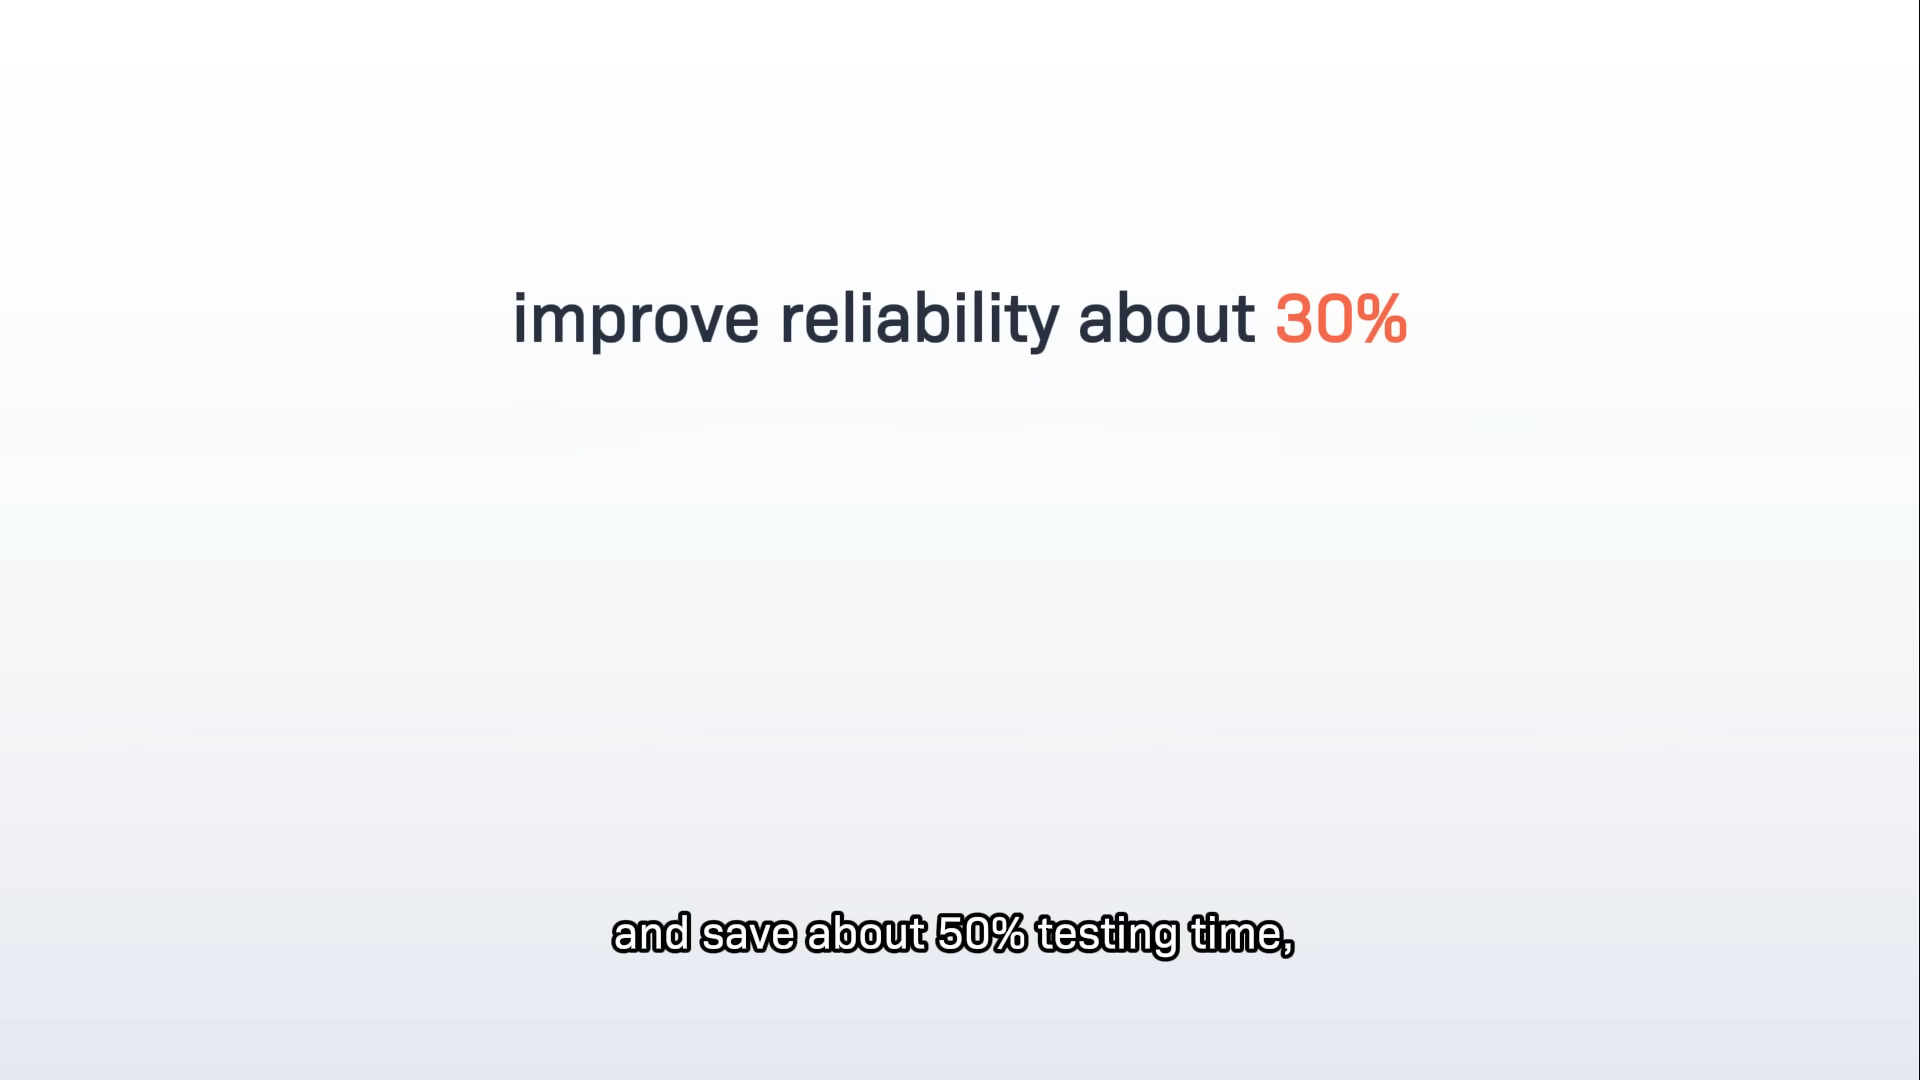 improve reliability about 30%
and save about 50% testing time,